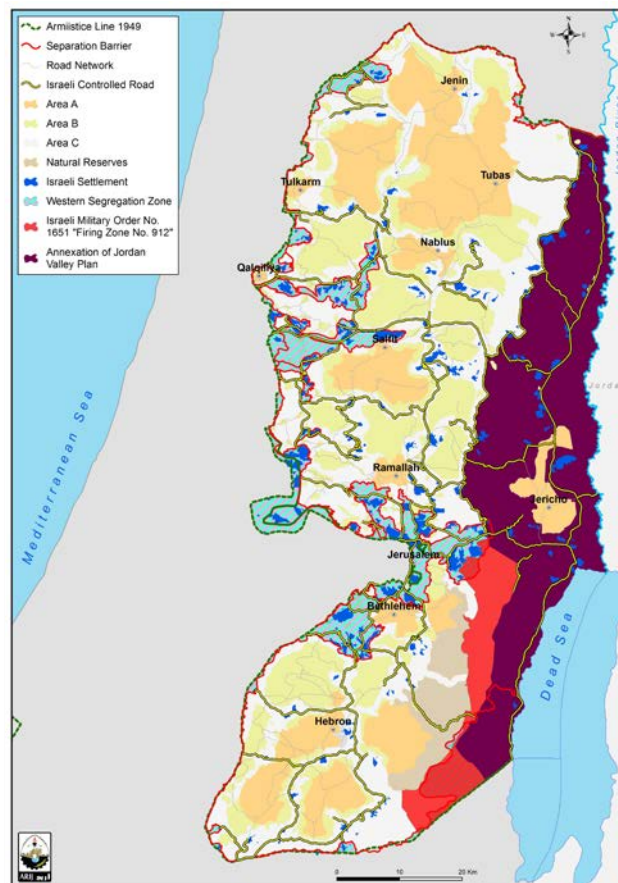 Armiistice Line 1949
Separation Barrier
Road Network
Israeli Controlled Road
Area A
Area B
Area C
Natural Reserves
Israeli Settlement
Western Segregation Zone
Israeli Military Order No.
1651 "Firing Zone No. 912"
Annexation of Jordan
Valley Plan
N
W
E
S
Jenin
Tulkarm
Tubas
Nablus
Qalqiliya
Salfit
Ramallah
Jericho
Jerusalem
Bethlehem
Hebron
Mediterranean Sea
Dead Sea
0 10 20 Km
ARIJ